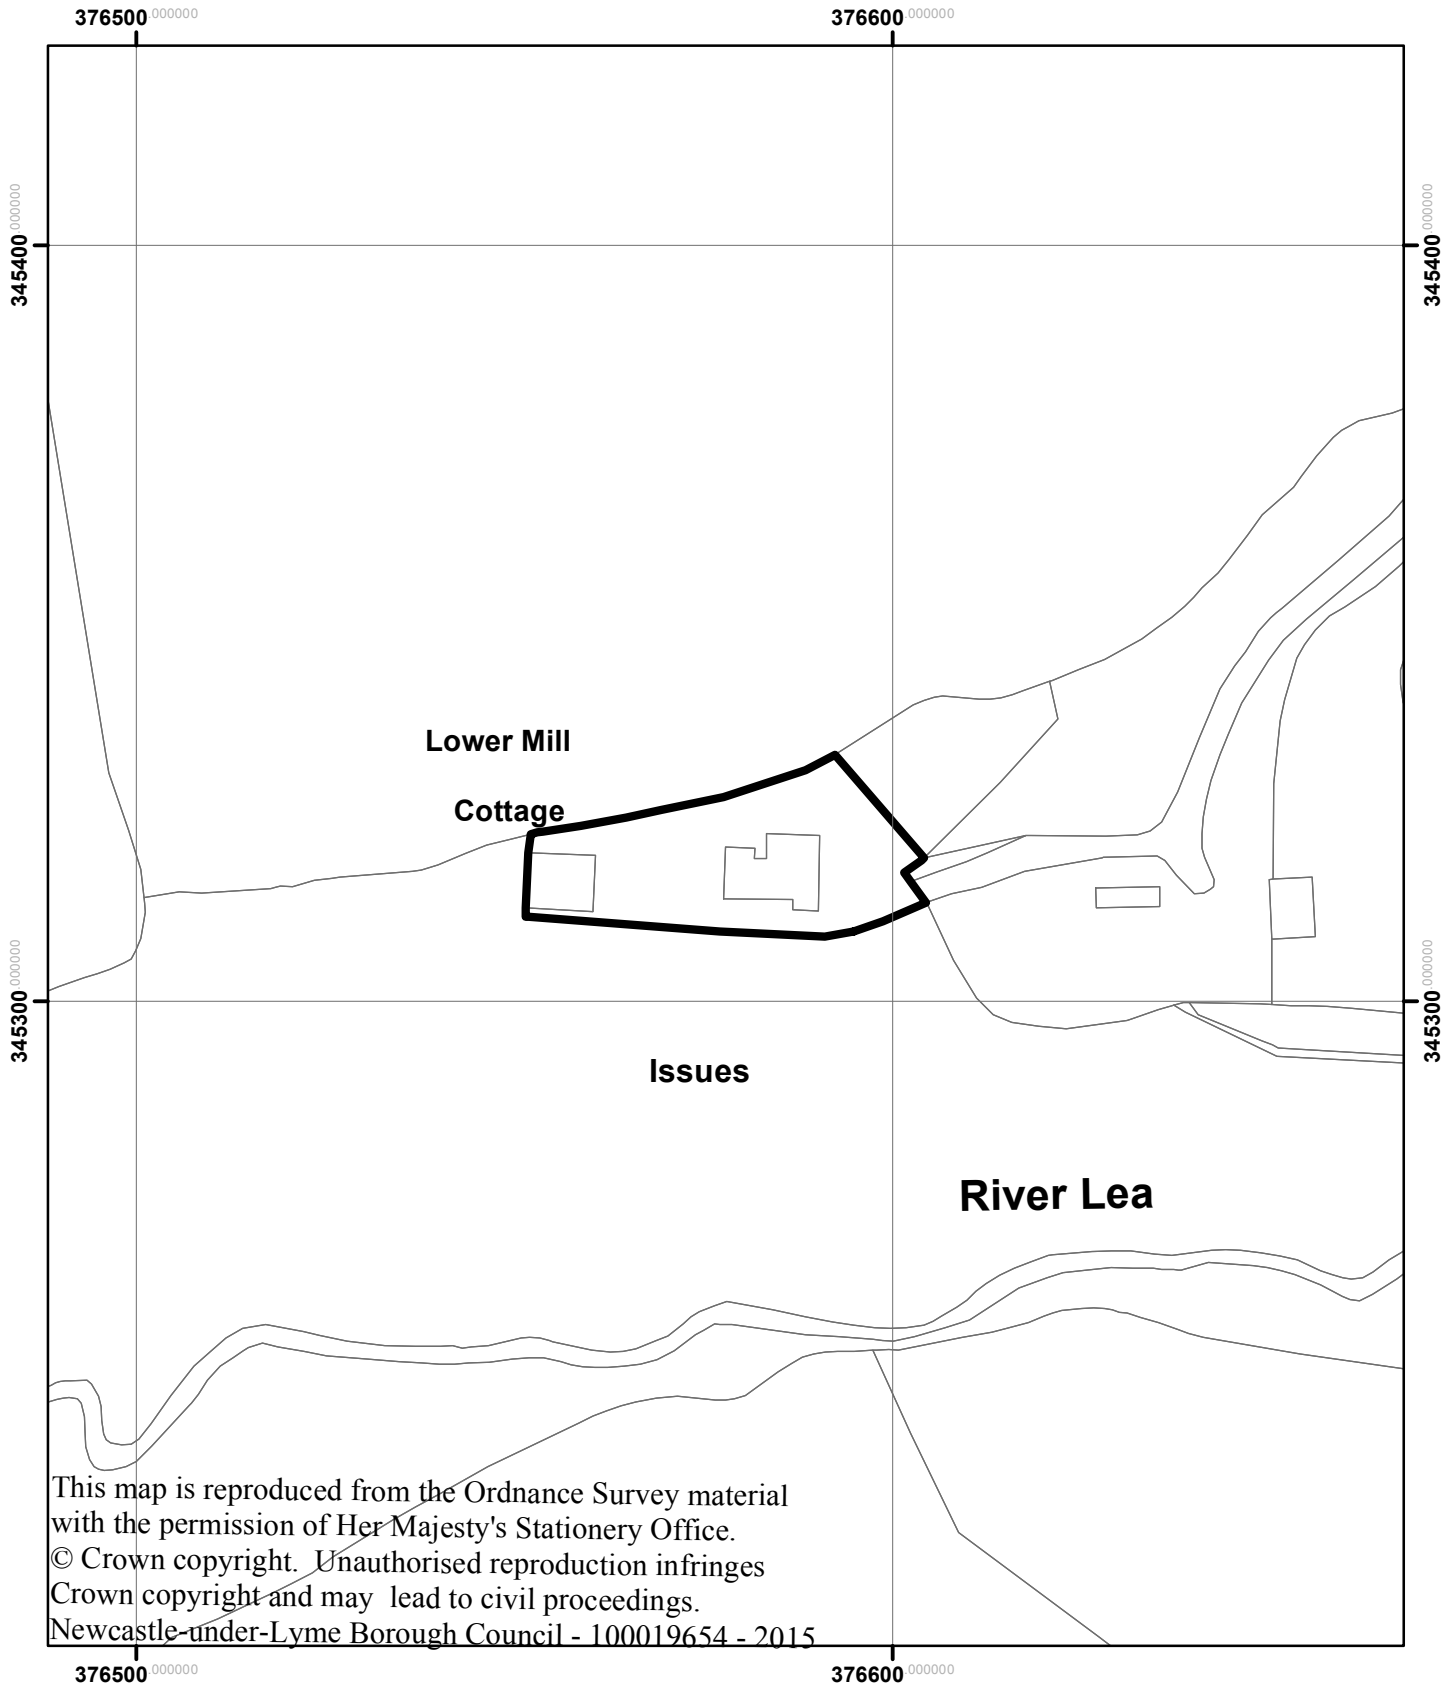 376500.000000
376600.000000
345400.000000
345400.000000
Lower Mill
Cottage
345300.000000
345300.000000
Issues
River Lea
This map is reproduced from the Ordnance Survey material
with the permission of Her Majesty's Stationery Office.
© Crown copyright. Unauthorised reproduction infringes
Crown copyright and may lead to civil proceedings.
Newcastle-under-Lyme Borough Council - 100019654 - 2015
376500.000000
376600.000000